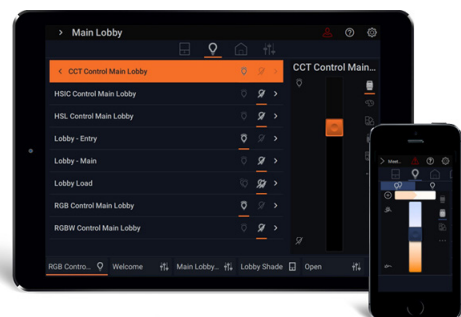 Main Lobby
CCT Control Main Lobby
HSIC Control Main Lobby
HSL Control Main Lobby
Lobby - Entry
Lobby - Main
Lobby Load
RGB Control Main Lobby
RGBW Control Main Lobby
CCT Control Main...
RGB Contro... Welcome Main Lobby... Lobby Shade Open
Meet...